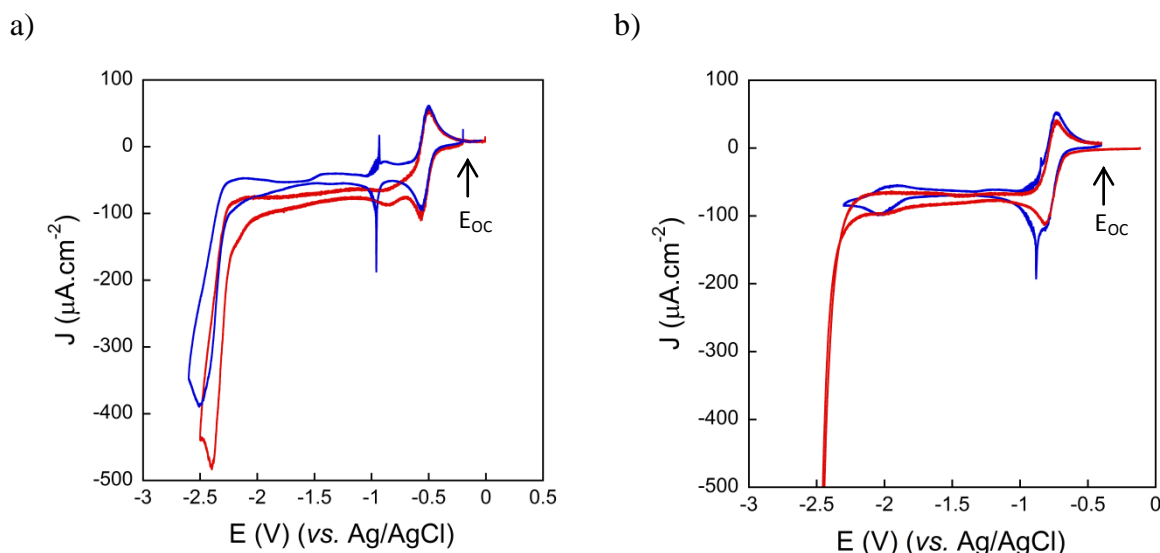 a)
b)
100
0
-100
-200
-300
-400
-500
J (µA.cm⁻²)
E_OC
-3 -2.5 -2 -1.5 -1 -0.5 0 0.5
E (V) (vs. Ag/AgCl)
100
0
-100
-200
-300
-400
-500
J (µA.cm⁻²)
E_OC
-3 -2.5 -2 -1.5 -1 -0.5 0
E (V) (vs. Ag/AgCl)